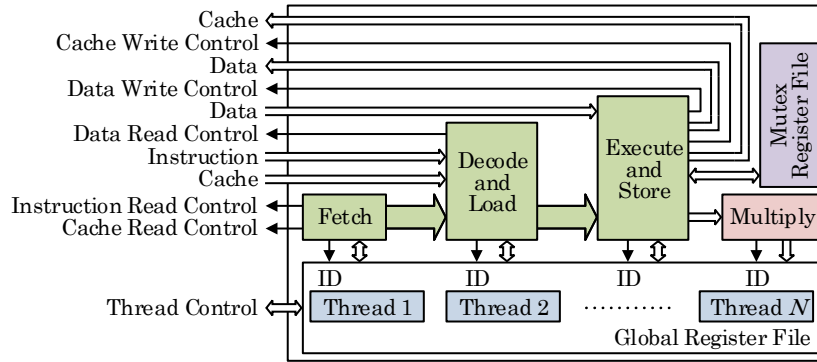 Cache
Cache Write Control
Data
Data Write Control
Data
Data Read Control
Instruction
Cache
Instruction Read Control
Cache Read Control
Thread Control
Fetch
Decode
and
Load
Execute
and
Store
Mutex
Register File
Multiply
ID
ID
ID
ID
Thread 1
Thread 2
............
Thread N
Global Register File